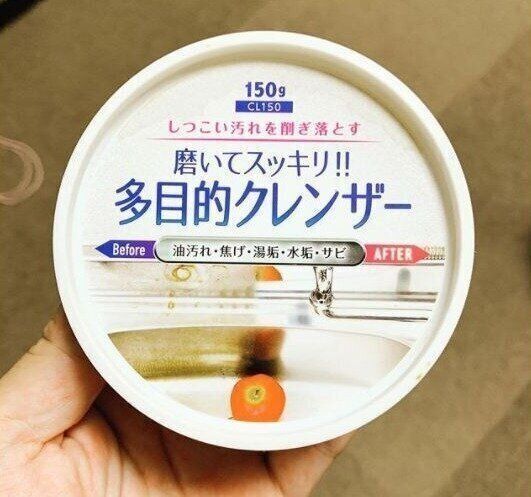 150g
CL150
しつこい汚れを削ぎ落とす
磨いてスッキリ!!
多目的クレンザー
Before 油汚れ・焦げ・湯垢・水垢・サビ AFTER